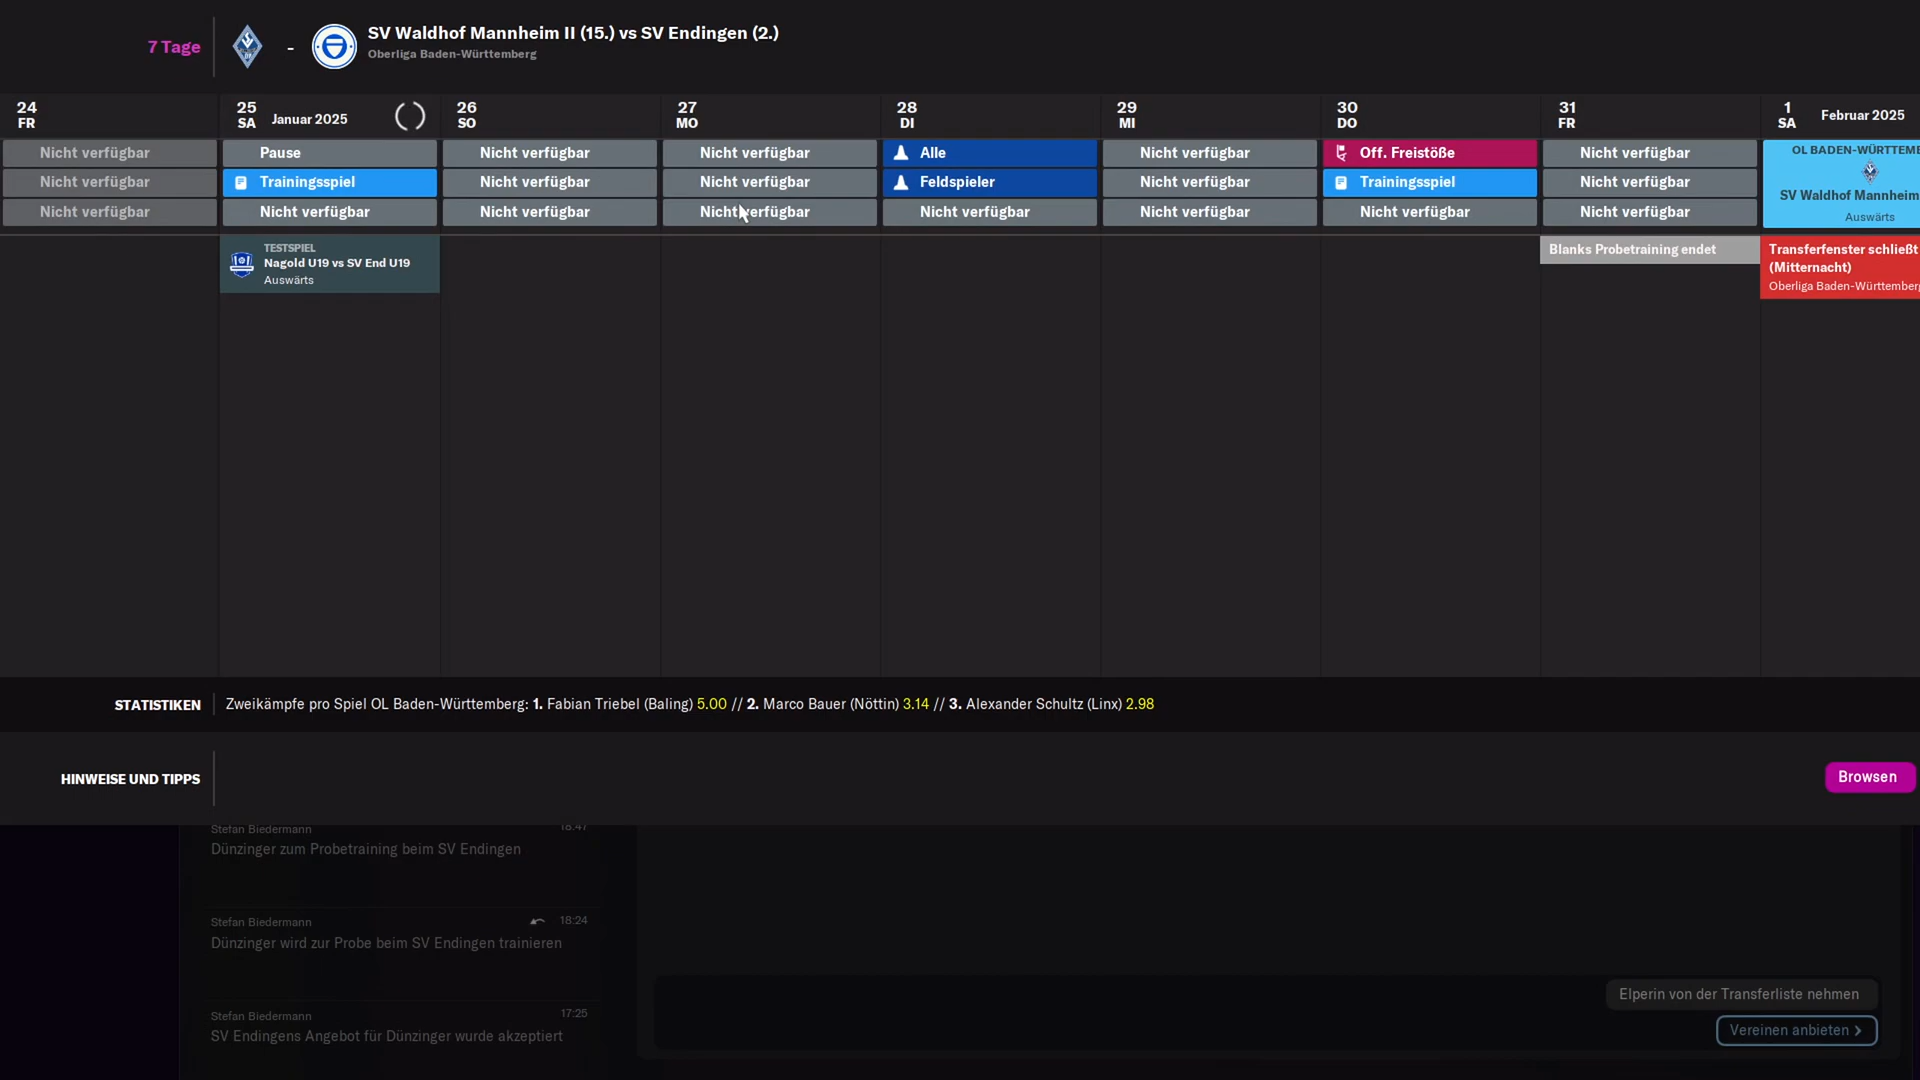 7 Tage
-
SV Waldhof Mannheim II (15.) vs SV Endingen (2.)
Oberliga Baden-Württemberg
24
FR
25
SA
Januar 2025
26
SO
27
MO
28
DI
29
MI
30
DO
31
FR
1
SA
Februar 2025
Nicht verfügbar
Pause
Nicht verfügbar
Nicht verfügbar
Alle
Nicht verfügbar
Off. Freistöße
Nicht verfügbar
OL BADEN-WÜRTTEME
Nicht verfügbar
Trainingsspiel
Nicht verfügbar
Nicht verfügbar
Feldspieler
Nicht verfügbar
Trainingsspiel
Nicht verfügbar
SV Waldhof Mannheim
Nicht verfügbar
Nicht verfügbar
Nicht verfügbar
Nicht verfügbar
Nicht verfügbar
Nicht verfügbar
Nicht verfügbar
Nicht verfügbar
Auswärts
TESTSPIEL
Nagold U19 vs SV End U19
Auswärts
Blanks Probetraining endet
Transferfenster schließt
(Mitternacht)
Oberliga Baden-Württemberg
STATISTIKEN
Zweikämpfe pro Spiel OL Baden-Württemberg: 1. Fabian Triebel (Baling) 5.00 // 2. Marco Bauer (Nöttin) 3.14 // 3. Alexander Schultz (Linx) 2.98
HINWEISE UND TIPPS
Browsen
Stefan Biedermann
18:47
Dünzinger zum Probetraining beim SV Endingen
Stefan Biedermann
18:24
Dünzinger wird zur Probe beim SV Endingen trainieren
Stefan Biedermann
17:25
SV Endingens Angebot für Dünzinger wurde akzeptiert
Elperin von der Transferliste nehmen
Vereinen anbieten >